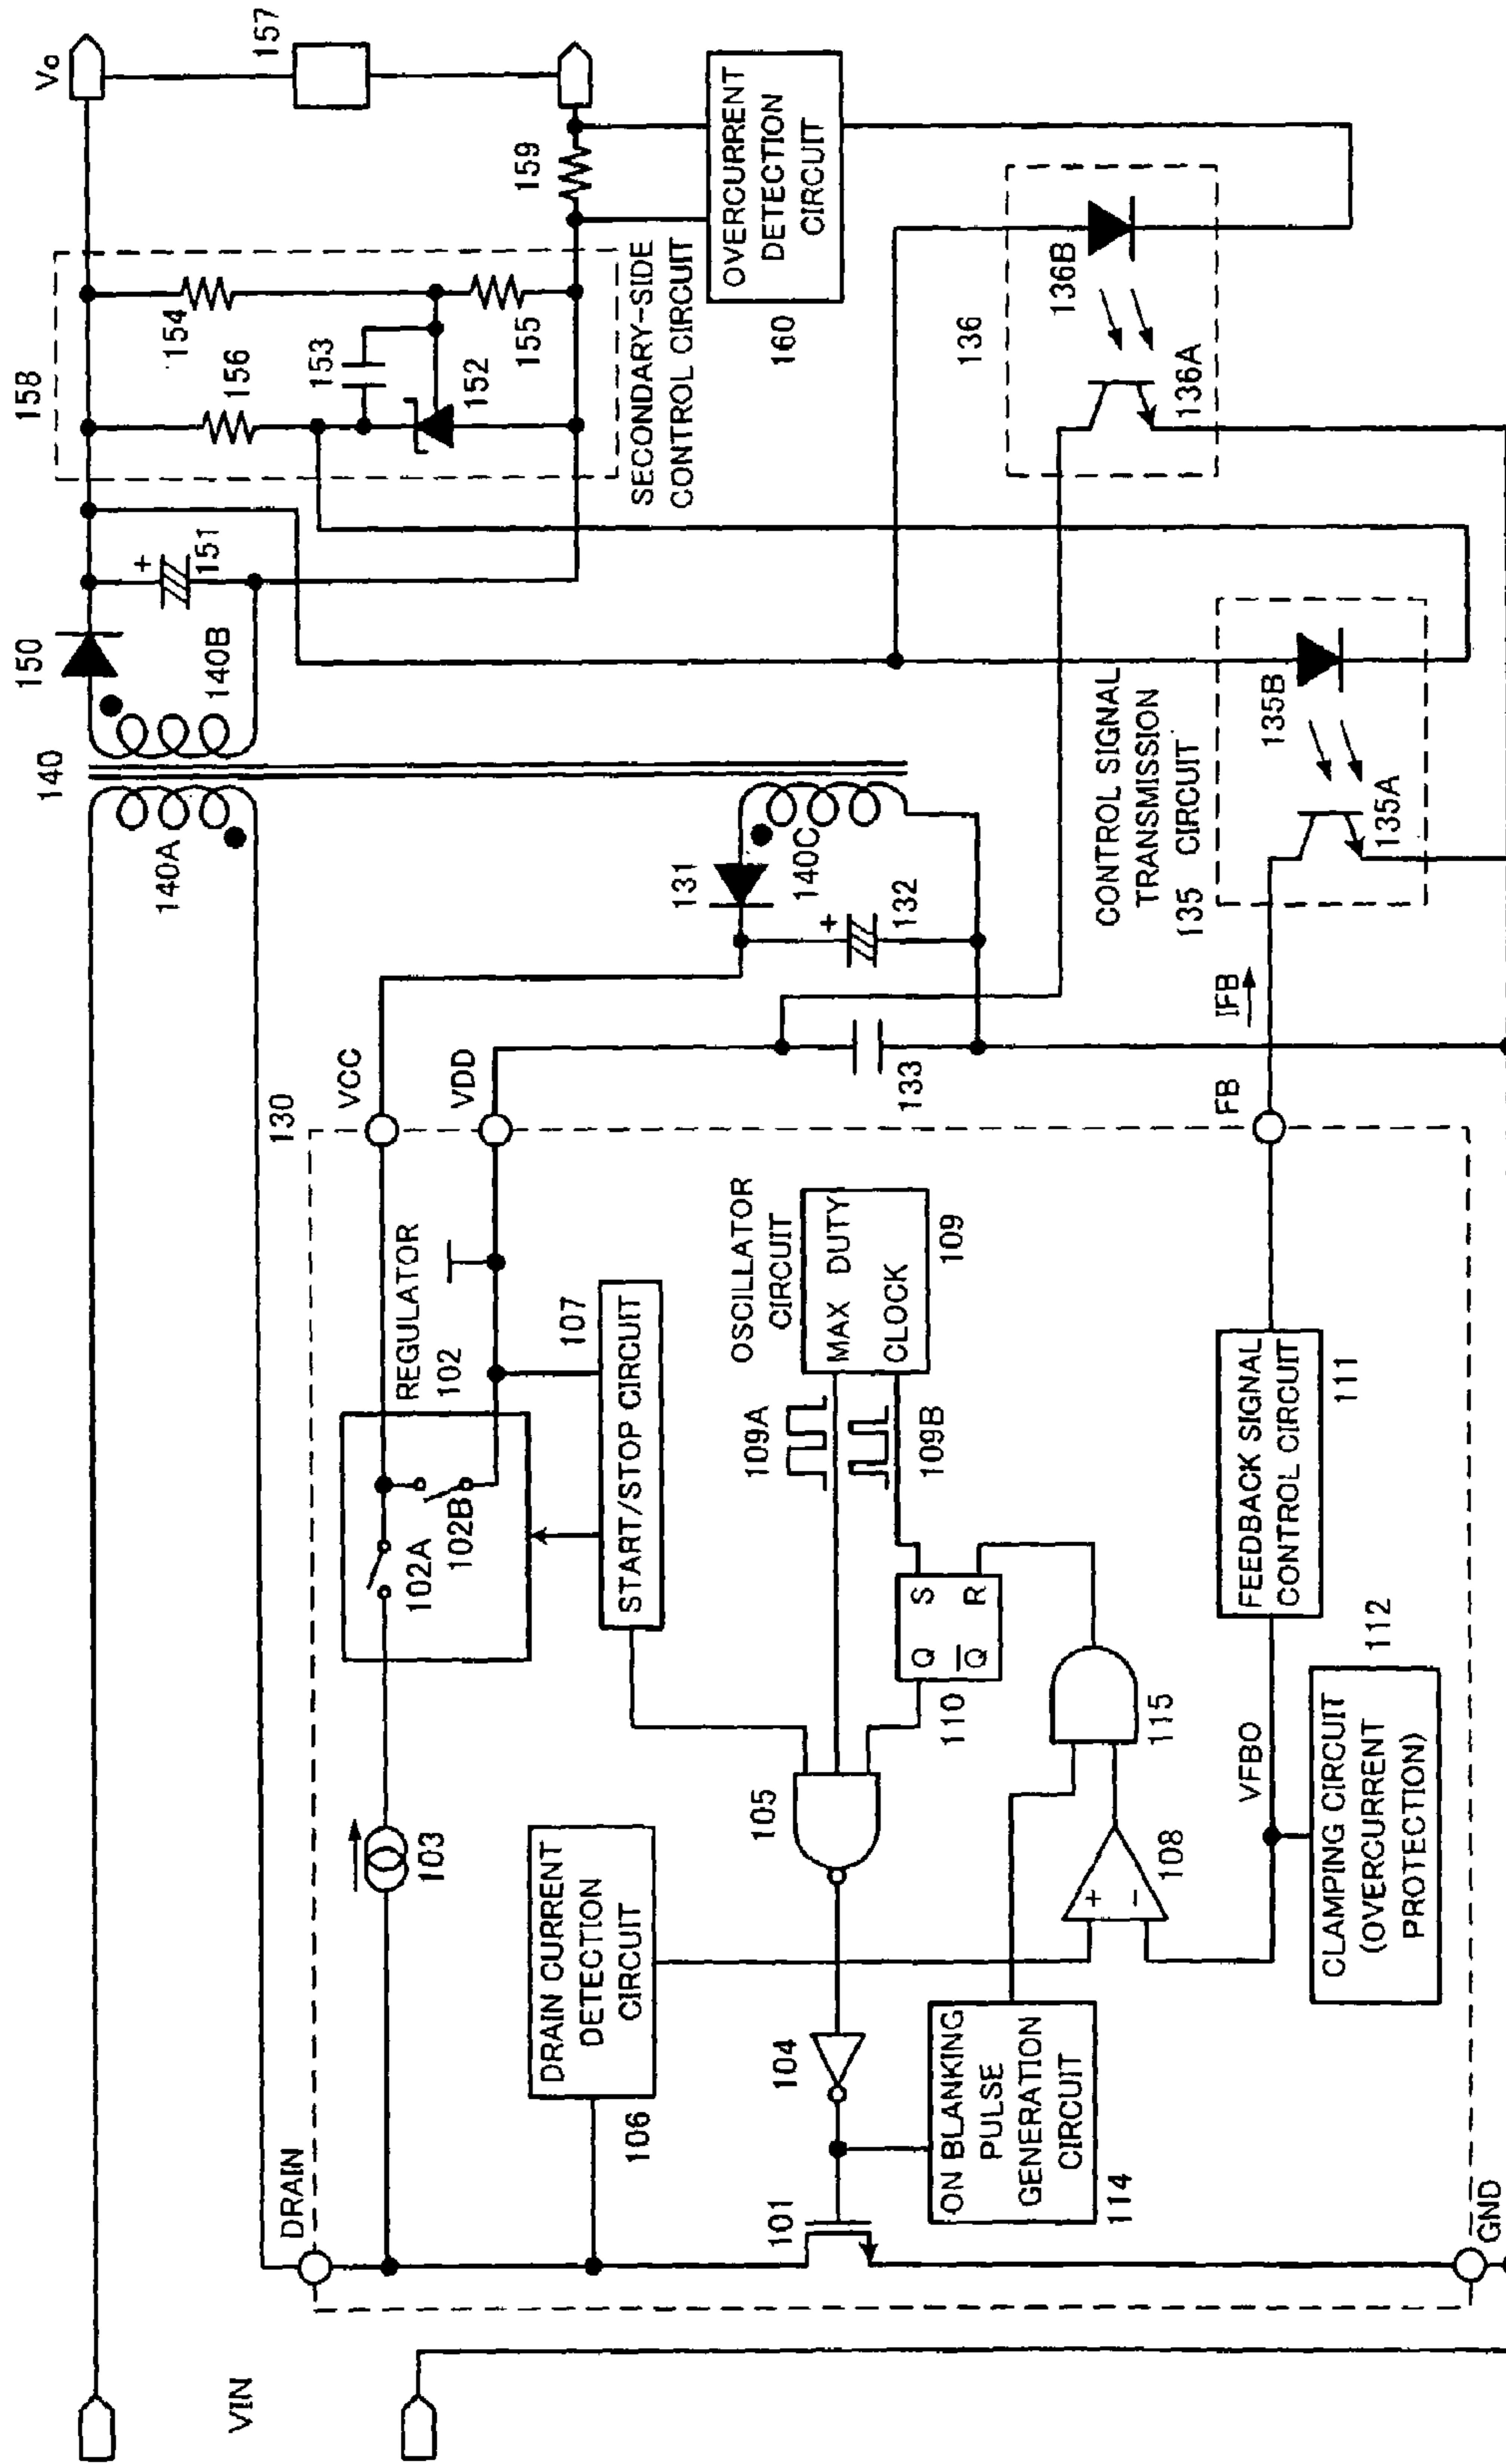 VIN
DRAIN
GND
130
VCC
VDD
FB
IFB
103
REGULATOR
102
102A
102B
START/STOP CIRCUIT
107
DRAIN CURRENT
DETECTION
CIRCUIT
106
OSCILLATOR
CIRCUIT
MAX DUTY
CLOCK
109
109A
109B
105
S
Q
R
Q
110
104
101
ON BLANKING
PULSE
GENERATION
CIRCUIT
114
115
+
−
108
VFBO
FEEDBACK SIGNAL
CONTROL CIRCUIT
111
CLAMPING CIRCUIT
(OVERCURRENT
PROTECTION)
112
140
140A
140B
140C
131
+
132
133
150
+
151
158
156
154
153
152
155
SECONDARY-SIDE
CONTROL CIRCUIT
159
Vo
157
OVERCURRENT
DETECTION
CIRCUIT
160
136
136B
136A
CONTROL SIGNAL
TRANSMISSION
135 CIRCUIT
135B
135A